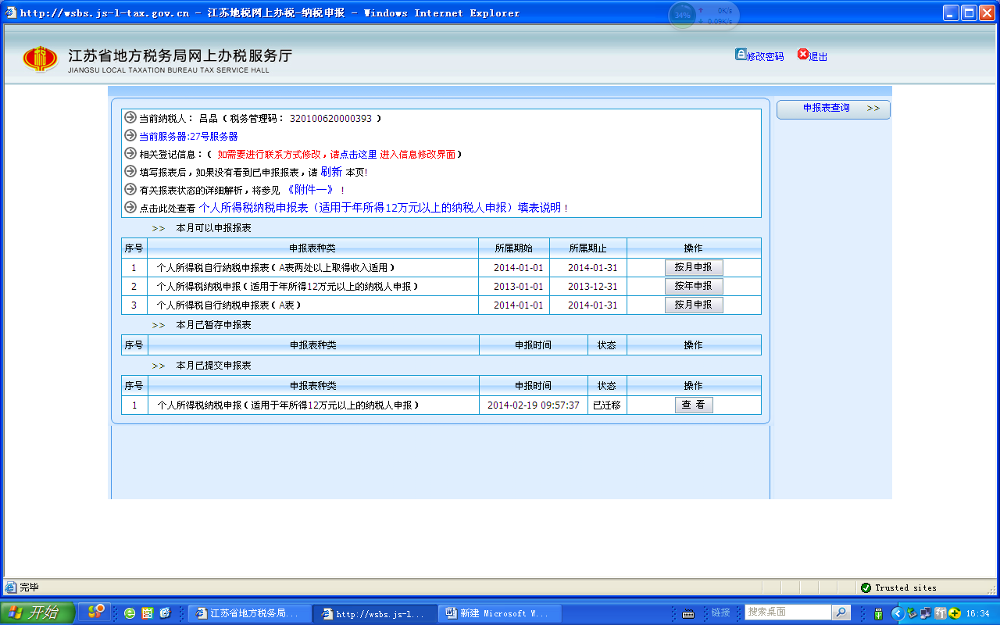 http://wsbs.js-l-tax.gov.cn - 江苏地税网上办税-纳税申报 - Windows Internet Explorer
34%
0K/s
0.09K/s
江苏省地方税务局网上办税服务厅
JIANGSU LOCAL TAXATION BUREAU TAX SERVICE HALL
修改密码 退出
申报表查询 >>
当前纳税人: 吕品 (税务管理码: 320100620000393 )
当前服务器:27号服务器
相关登记信息:( 如需要进行联系方式修改,请点击这里 进入信息修改界面)
填写报表后,如果没有看到已申报报表,请 刷新 本页!
有关报表状态的详细解析,将参见 《附件一》 !
点击此处查看 个人所得税纳税申报表(适用于年所得12万元以上的纳税人申报)填表说明 !
>> 本月可以申报报表
序号 申报表种类 所属期始 所属期止 操作
1 个人所得税自行纳税申报表(A表两处以上取得收入适用) 2014-01-01 2014-01-31 按月申报
2 个人所得税纳税申报(适用于年所得12万元以上的纳税人申报) 2013-01-01 2013-12-31 按年申报
3 个人所得税自行纳税申报表(A表) 2014-01-01 2014-01-31 按月申报
>> 本月已暂存申报表
序号 申报表种类 申报时间 状态 操作
>> 本月已提交申报表
序号 申报表种类 申报时间 状态 操作
1 个人所得税纳税申报(适用于年所得12万元以上的纳税人申报) 2014-02-19 09:57:37 已迁移 查 看
完毕 Trusted sites
开始 江苏省地方税务局... http://wsbs.js-l... 新建 Microsoft W... 链接 搜索桌面 16:34